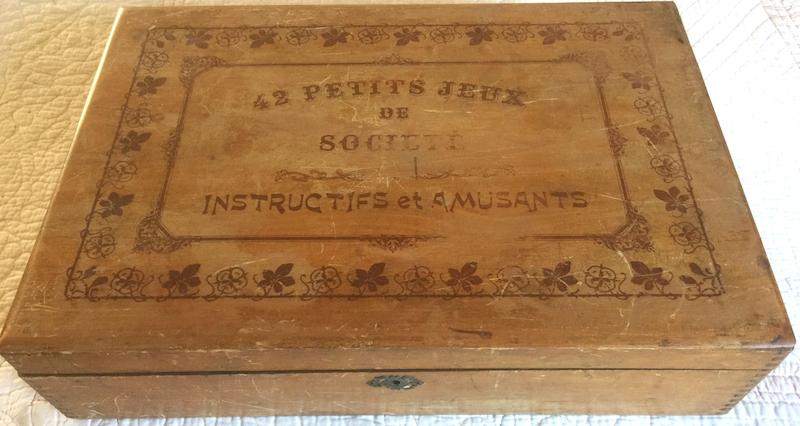 42 PETITS JEUX
DE
SOCIÉTÉ
INSTRUCTIFS et AMUSANTS